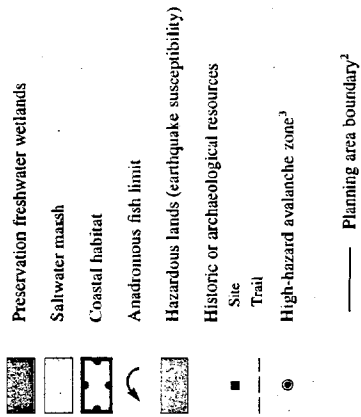 Preservation freshwater wetlands
Saltwater marsh
Coastal habitat
Anadromous fish limit
Hazardous lands (earthquake susceptibility)
Historic or archaeological resources
Site
Trail
High-hazard avalanche zone³
Planning area boundary²